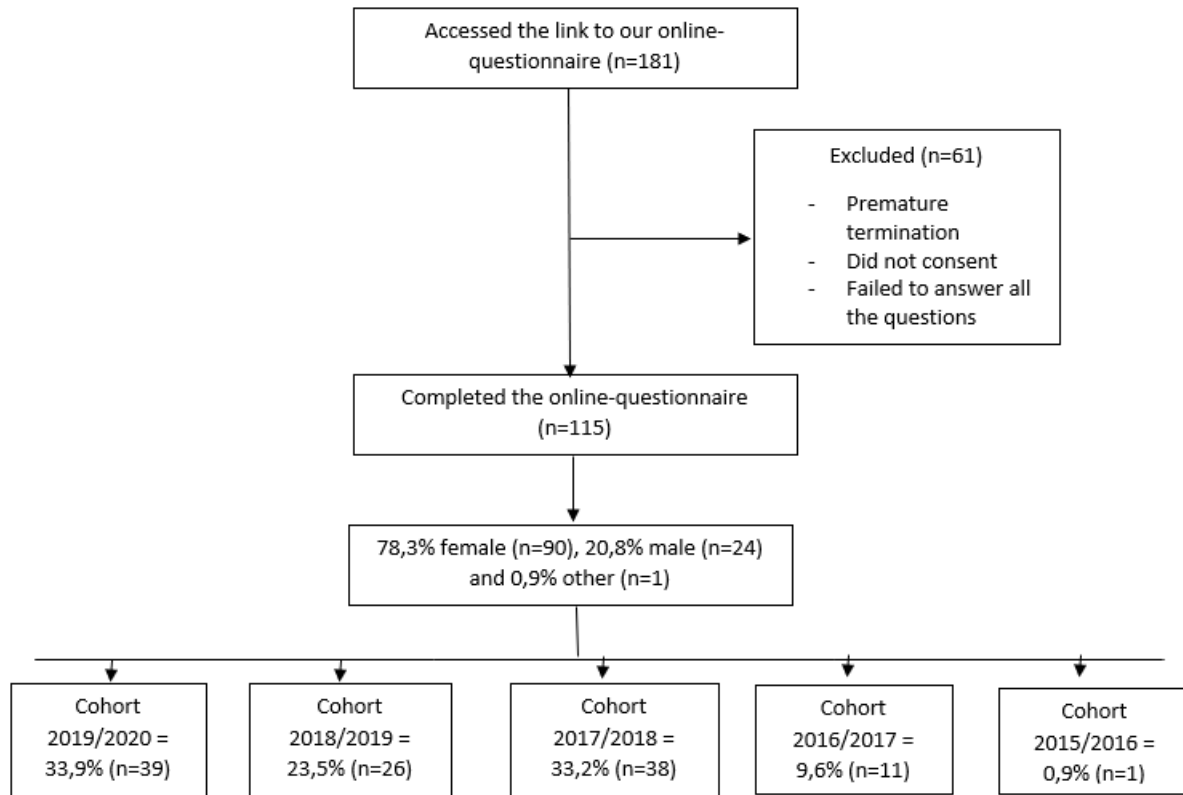 Accessed the link to our online-
questionnaire (n=181)
Excluded (n=61)
- Premature
termination
- Did not consent
- Failed to answer all
the questions
Completed the online-questionnaire
(n=115)
78,3% female (n=90), 20,8% male (n=24)
and 0,9% other (n=1)
Cohort
2019/2020 =
33,9% (n=39)
Cohort
2018/2019 =
23,5% (n=26)
Cohort
2017/2018 =
33,2% (n=38)
Cohort
2016/2017 =
9,6% (n=11)
Cohort
2015/2016 =
0,9% (n=1)